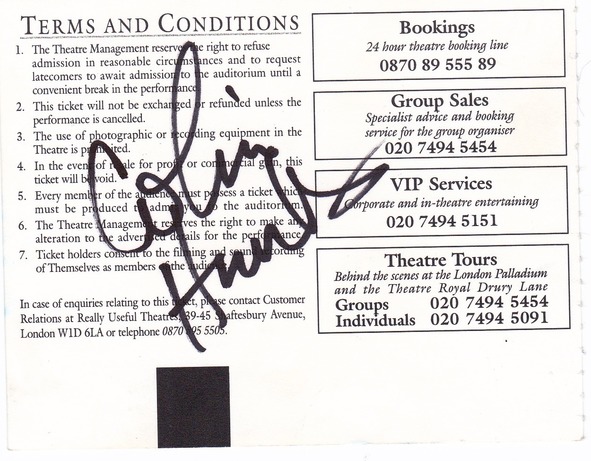 TERMS AND CONDITIONS
1. The Theatre Management reserve the right to refuse
admission in reasonable circumstances and to request
latecomers to await admission to the auditorium until a
convenient break in the performance.
2. This ticket will not be exchanged or refunded unless the
performance is cancelled.
3. The use of photographic or recording equipment in the
Theatre is prohibited.
4. In the event of resale for profit or commercial gain, this
ticket will be void.
5. Every member of the audience must possess a ticket which
must be produced to admit you to the auditorium.
6. The Theatre Management reserves the right to make any
alteration to the advertised details for the performance.
7. Ticket holders consent to the filming and sound recording
of Themselves as members of the audience.
In case of enquiries relating to this ticket, please contact Customer
Relations at Really Useful Theatres, 39-45 Shaftesbury Avenue,
London W1D 6LA or telephone 0870 895 5505.
Colin
Hanks
Bookings
24 hour theatre booking line
0870 89 555 89
Group Sales
Specialist advice and booking
service for the group organiser
020 7494 5454
VIP Services
Corporate and in-theatre entertaining
020 7494 5151
Theatre Tours
Behind the scenes at the London Palladium
and the Theatre Royal Drury Lane
Groups 020 7494 5454
Individuals 020 7494 5091